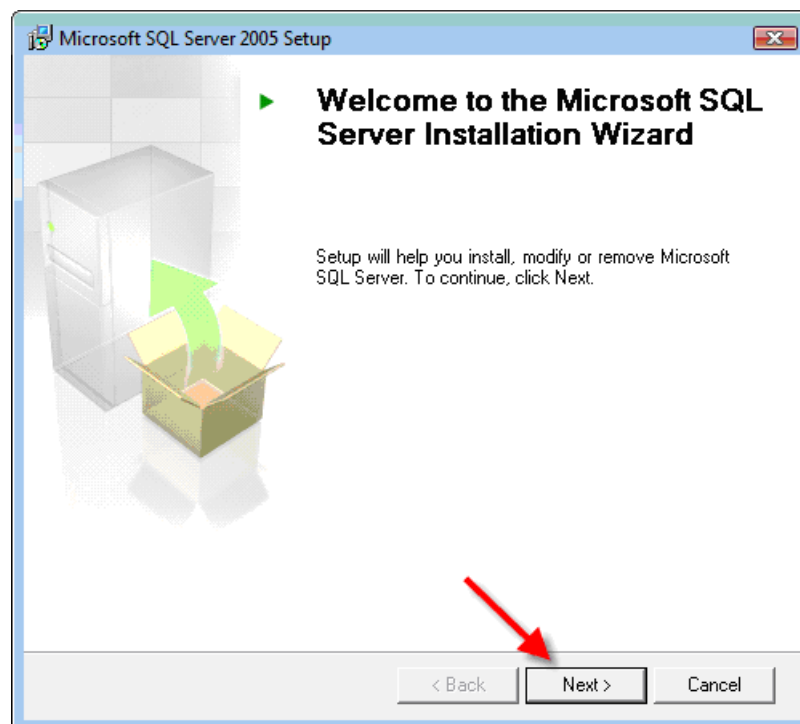 Microsoft SQL Server 2005 Setup
Welcome to the Microsoft SQL
Server Installation Wizard
Setup will help you install, modify or remove Microsoft
SQL Server. To continue, click Next.
< Back
Next >
Cancel